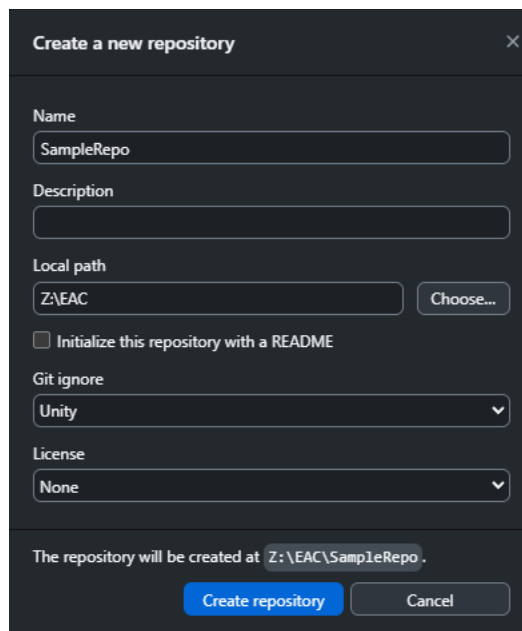 Create a new repository
Name
SampleRepo
Description
Local path
Z:\EAC
Choose...
Initialize this repository with a README
Git ignore
Unity
License
None
The repository will be created at Z:\EAC\SampleRepo.
Create repository
Cancel